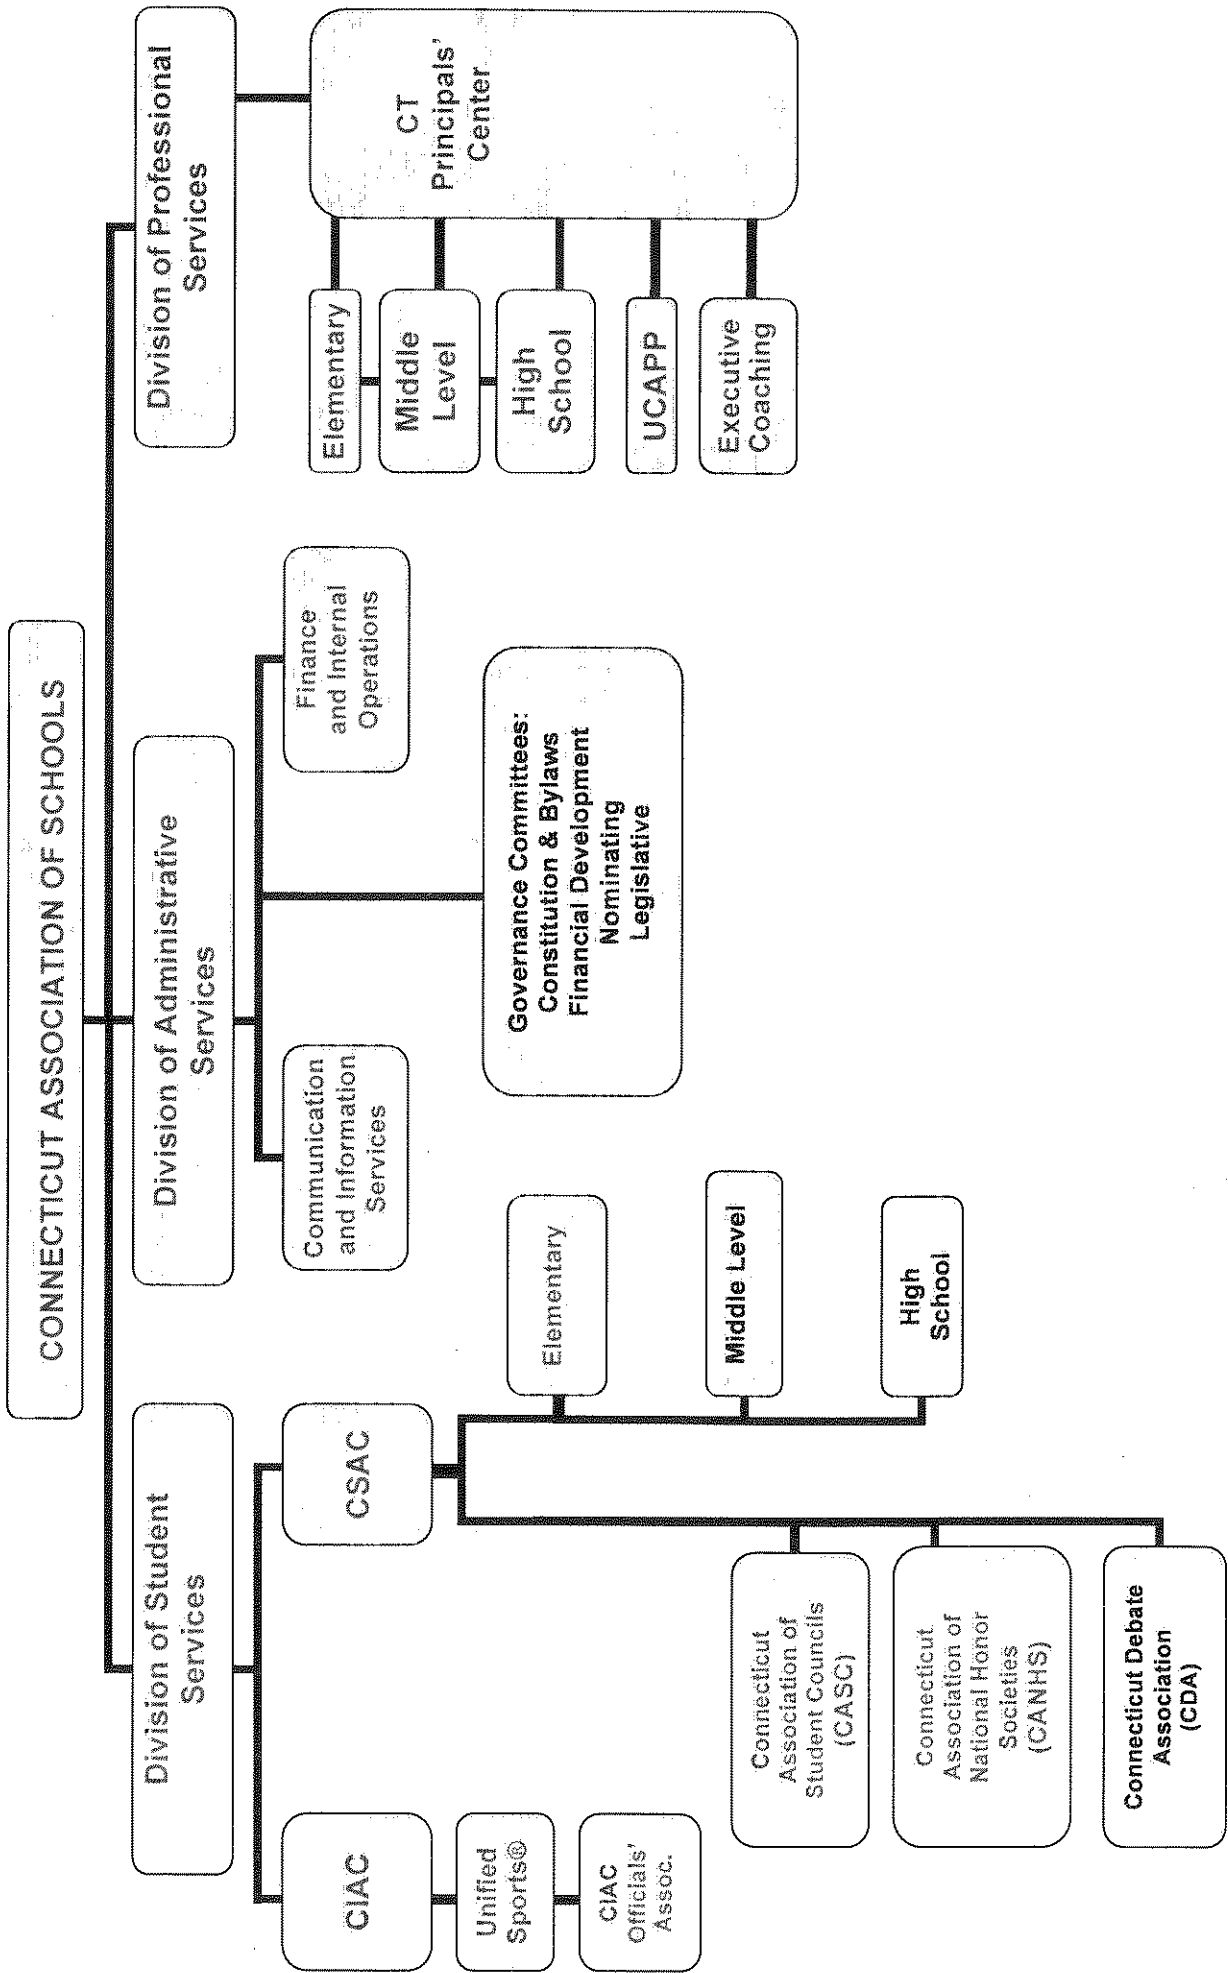 CONNECTICUT ASSOCIATION OF SCHOOLS
Division of Student
Services
Division of Administrative
Services
Division of Professional
Services
CIAC
Unified
Sports®
CIAC
Officials'
Assoc.
CSAC
Connecticut
Association of
Student Councils
(CASC)
Connecticut
Association of
National Honor
Societies
(CANHS)
Connecticut Debate
Association
(CDA)
Elementary
Middle Level
High
School
Communication
and Information
Services
Finance
and Internal
Operations
Governance Committees:
Constitution & Bylaws
Financial Development
Nominating
Legislative
CT
Principals'
Center
Elementary
Middle
Level
High
School
UCAPP
Executive
Coaching